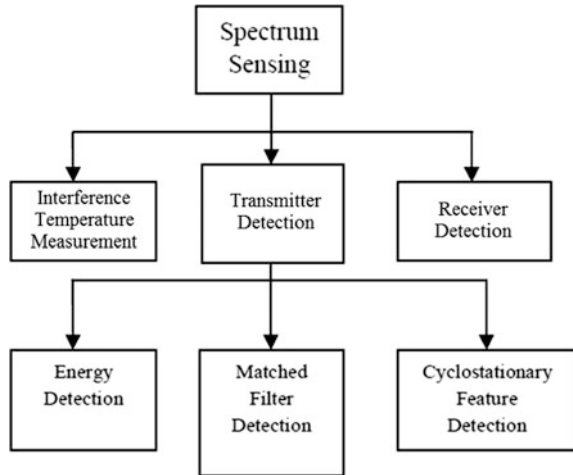 Spectrum
Sensing
Interference
Temperature
Measurement
Transmitter
Detection
Receiver
Detection
Energy
Detection
Matched
Filter
Detection
Cyclostationary
Feature
Detection